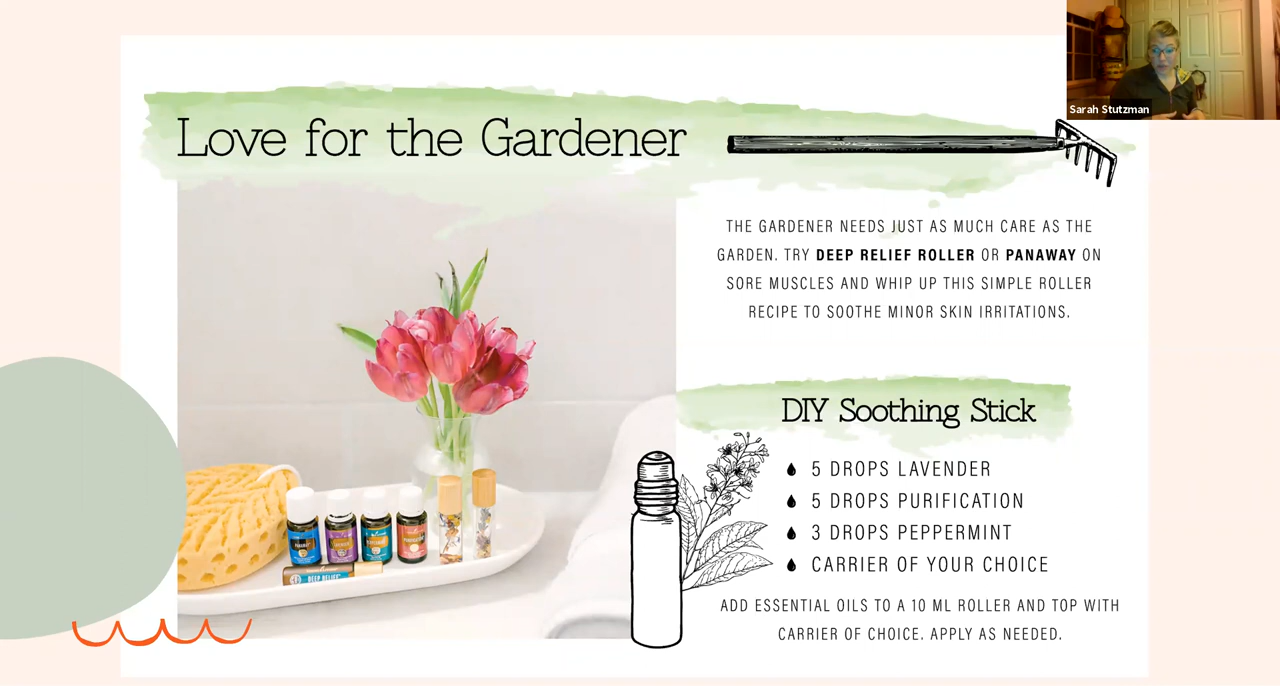 Sarah Stutzman
Love for the Gardener
THE GARDENER NEEDS JUST AS MUCH CARE AS THE
GARDEN. TRY DEEP RELIEF ROLLER OR PANAWAY ON
SORE MUSCLES AND WHIP UP THIS SIMPLE ROLLER
RECIPE TO SOOTHE MINOR SKIN IRRITATIONS.
DIY Soothing Stick
5 DROPS LAVENDER
5 DROPS PURIFICATION
3 DROPS PEPPERMINT
CARRIER OF YOUR CHOICE
ADD ESSENTIAL OILS TO A 10 ML ROLLER AND TOP WITH
CARRIER OF CHOICE. APPLY AS NEEDED.
DEEP RELIEF